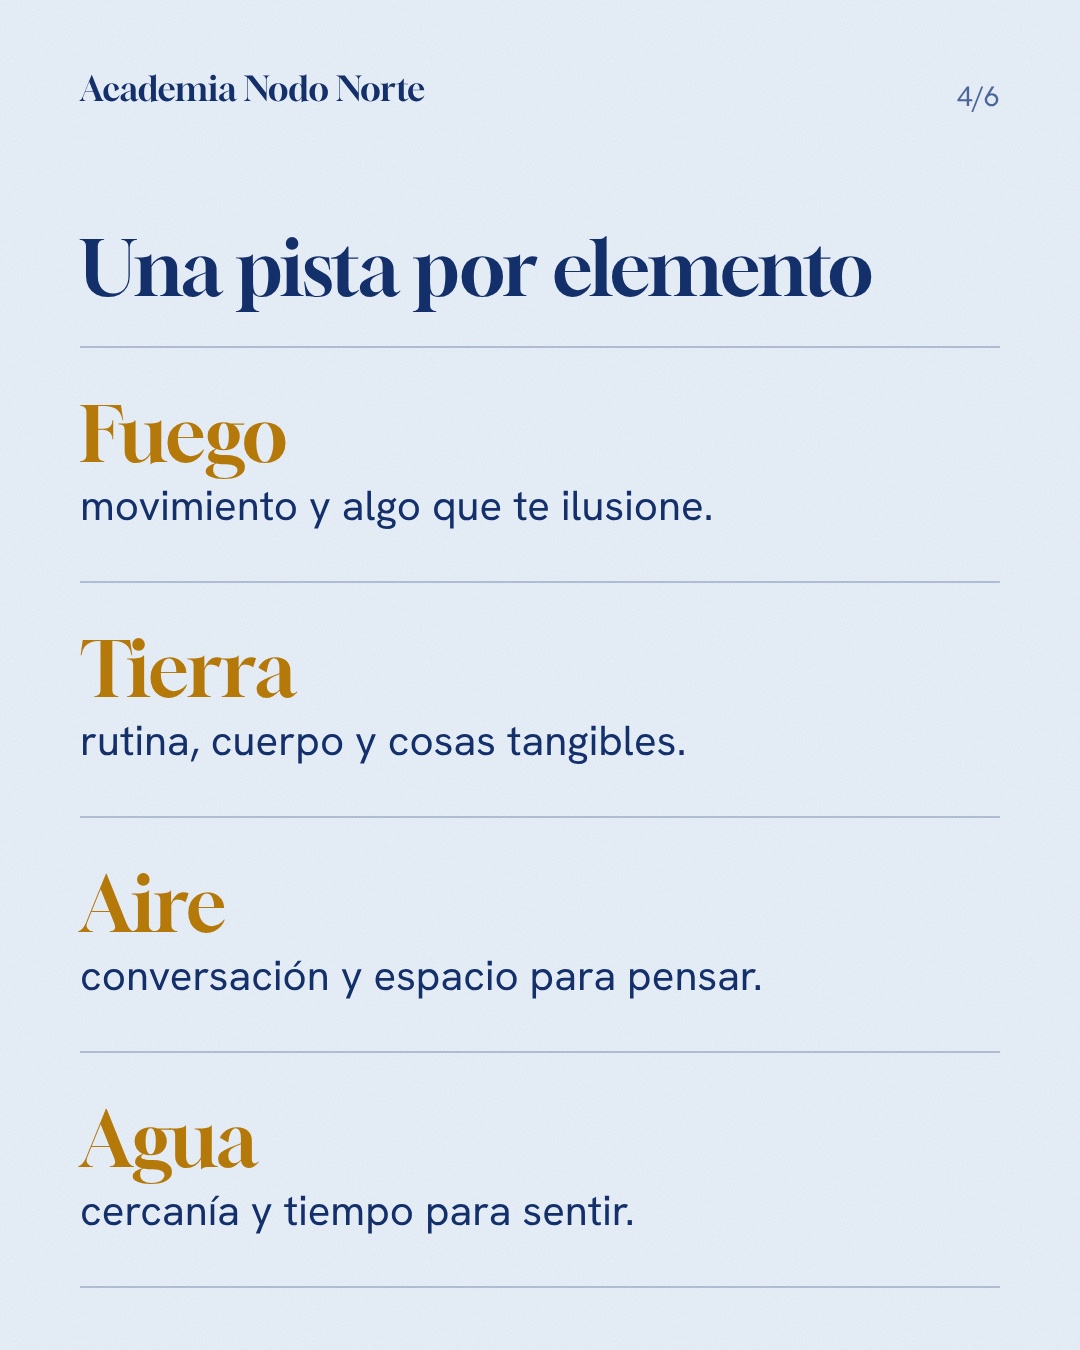 Academia Nodo Norte
4/6
Una pista por elemento
Fuego
movimiento y algo que te ilusione.
Tierra
rutina, cuerpo y cosas tangibles.
Aire
conversación y espacio para pensar.
Agua
cercanía y tiempo para sentir.